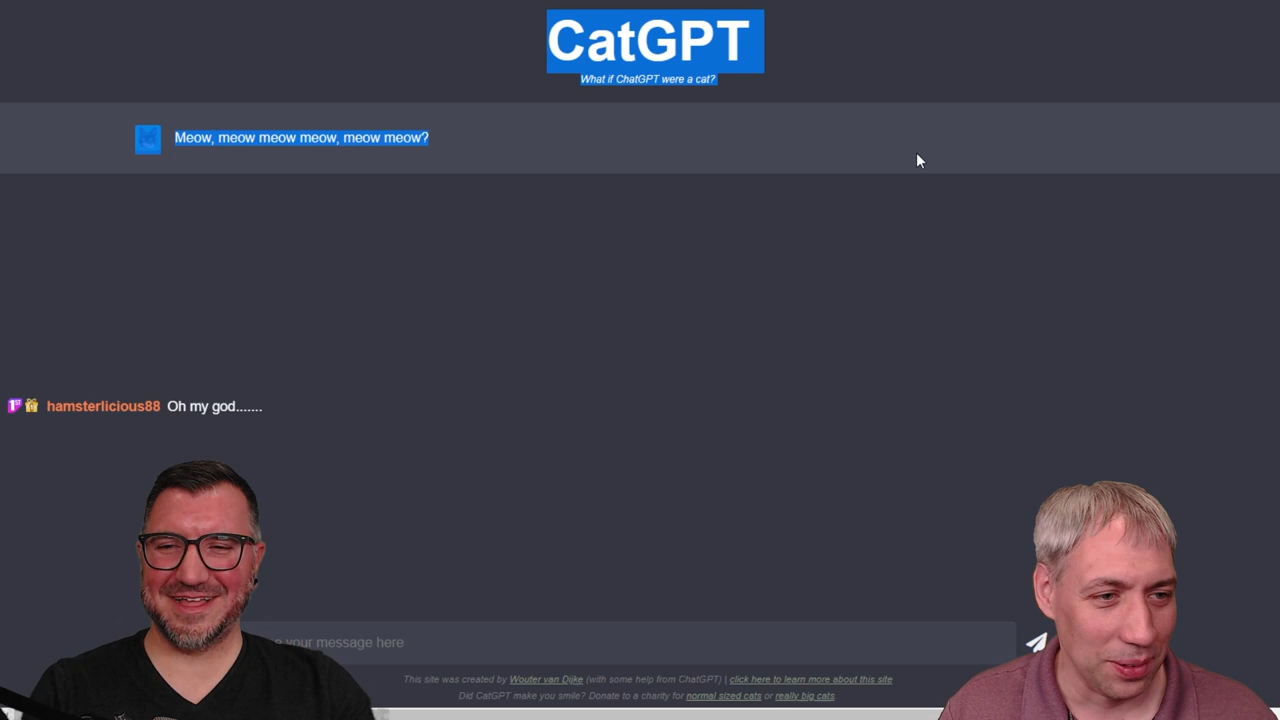 CatGPT
What if ChatGPT were a cat?
Meow, meow meow meow, meow meow?
1ST hamsterlicious88 Oh my god.......
your message here
This site was created by Wouter van Dijke (with some help from ChatGPT) | click here to learn more about this site
Did CatGPT make you smile? Donate to a charity for normal sized cats or really big cats